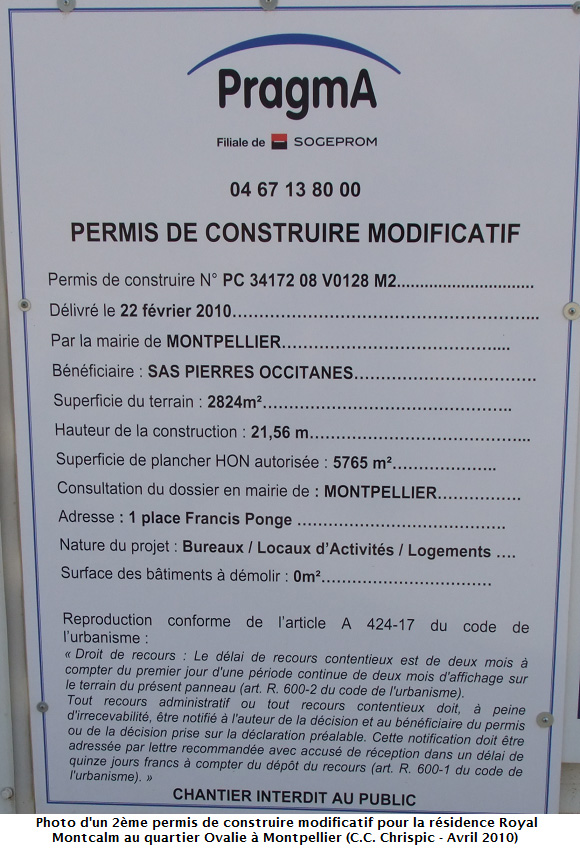 PragmA
Filiale de SOGEPROM
04 67 13 80 00
PERMIS DE CONSTRUIRE MODIFICATIF
Permis de construire N° PC 34172 08 V0128 M2..............................
Délivré le 22 février 2010……………………………………………..
Par la mairie de MONTPELLIER………………………………....
Bénéficiaire : SAS PIERRES OCCITANES………………………….
Superficie du terrain : 2824m²……………………………………..
Hauteur de la construction : 21,56 m………………………………...
Superficie de plancher HON autorisée : 5765 m²………………..
Consultation du dossier en mairie de : MONTPELLIER…………….
Adresse : 1 place Francis Ponge ……………………………….
Nature du projet : Bureaux / Locaux d’Activités / Logements ….
Surface des bâtiments à démolir : 0m²…………………………
Reproduction conforme de l’article A 424-17 du code de
l’urbanisme :
« Droit de recours : Le délai de recours contentieux est de deux mois à
compter du premier jour d'une période continue de deux mois d'affichage sur
le terrain du présent panneau (art. R. 600-2 du code de l'urbanisme).
Tout recours administratif ou tout recours contentieux doit, à peine
d'irrecevabilité, être notifié à l'auteur de la décision et au bénéficiaire du permis
ou de la décision prise sur la déclaration préalable. Cette notification doit être
adressée par lettre recommandée avec accusé de réception dans un délai de
quinze jours francs à compter du dépôt du recours (art. R. 600-1 du code de
l'urbanisme). »
CHANTIER INTERDIT AU PUBLIC
Photo d'un 2ème permis de construire modificatif pour la résidence Royal
Montcalm au quartier Ovalie à Montpellier (C.C. Chrispic - Avril 2010)